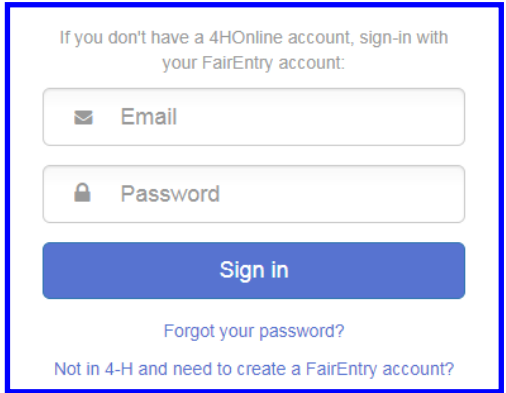 If you don't have a 4HOnline account, sign-in with
your FairEntry account:
Email
Password
Sign in
Forgot your password?
Not in 4-H and need to create a FairEntry account?